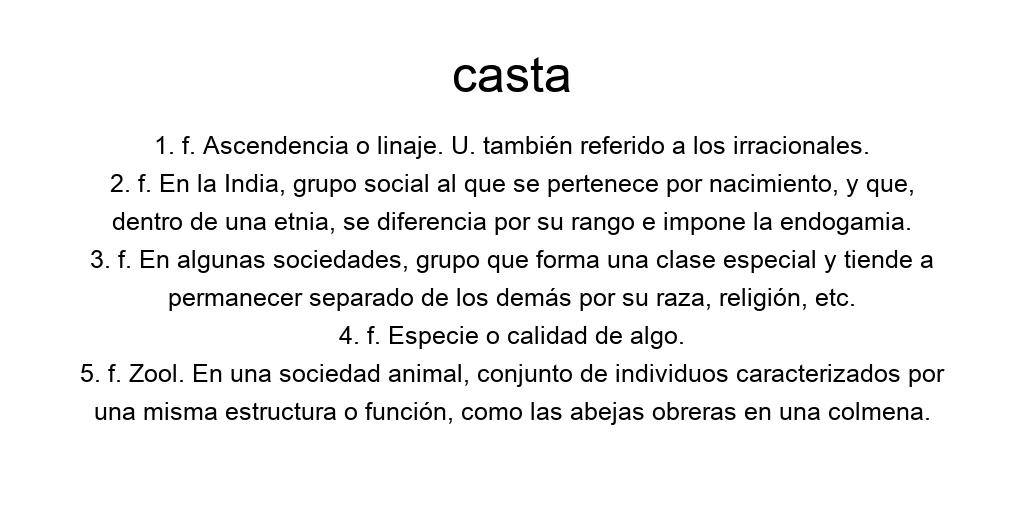 casta
1. f. Ascendencia o linaje. U. también referido a los irracionales.
2. f. En la India, grupo social al que se pertenece por nacimiento, y que,
dentro de una etnia, se diferencia por su rango e impone la endogamia.
3. f. En algunas sociedades, grupo que forma una clase especial y tiende a
permanecer separado de los demás por su raza, religión, etc.
4. f. Especie o calidad de algo.
5. f. Zool. En una sociedad animal, conjunto de individuos caracterizados por
una misma estructura o función, como las abejas obreras en una colmena.